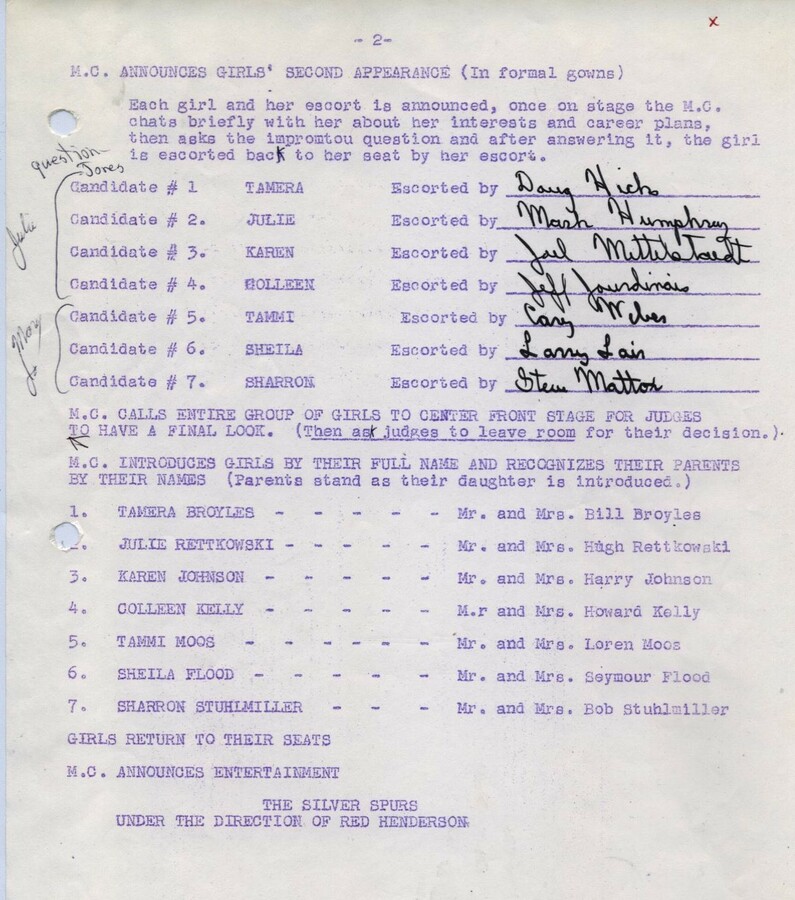 x
- 2-
M.C. ANNOUNCES GIRLS' SECOND APPEARANCE (In formal gowns)
Each girl and her escort is announced, once on stage the M.C.
chats briefly with her about her interests and career plans,
then asks the impromtou question and after answering it, the girl
is escorted back to her seat by her escort.
question
Jores
Julie
Candidate # 1 TAMERA Escorted by Doug Hicks
Candidate # 2. JULIE Escorted by Mark Humphrey
Candidate # 3. KAREN Escorted by Joel Mittelstaedt
Candidate # 4. COLLEEN Escorted by Jeff Jourdinais
Candidate # 5. TAMMI Escorted by Cary Weber
Candidate # 6. SHEILA Escorted by Larry Lair
Candidate # 7. SHARRON Escorted by Steve Mattox
M.C. CALLS ENTIRE GROUP OF GIRLS TO CENTER FRONT STAGE FOR JUDGES
TO HAVE A FINAL LOOK. (Then ask judges to leave room for their decision.).
M.C. INTRODUCES GIRLS BY THEIR FULL NAME AND RECOGNIZES THEIR PARENTS
BY THEIR NAMES (Parents stand as their daughter is introduced.)
1. TAMERA BROYLES - - - - - Mr. and Mrs. Bill Broyles
2. JULIE RETTKOWSKI - - - - Mr. and Mrs. Hugh Rettkowski
3. KAREN JOHNSON - - - - - Mr. and Mrs. Harry Johnson
4. COLLEEN KELLY - - - - - M.r and Mrs. Howard Kelly
5. TAMMI MOOS - - - - - - Mr. and Mrs. Loren Moos
6. SHEILA FLOOD - - - - - Mr. and Mrs. Seymour Flood
7. SHARRON STUHLMILLER - - - Mr. and Mrs. Bob Stuhlmiller
GIRLS RETURN TO THEIR SEATS
M.C. ANNOUNCES ENTERTAINMENT
THE SILVER SPURS
UNDER THE DIRECTION OF RED HENDERSON